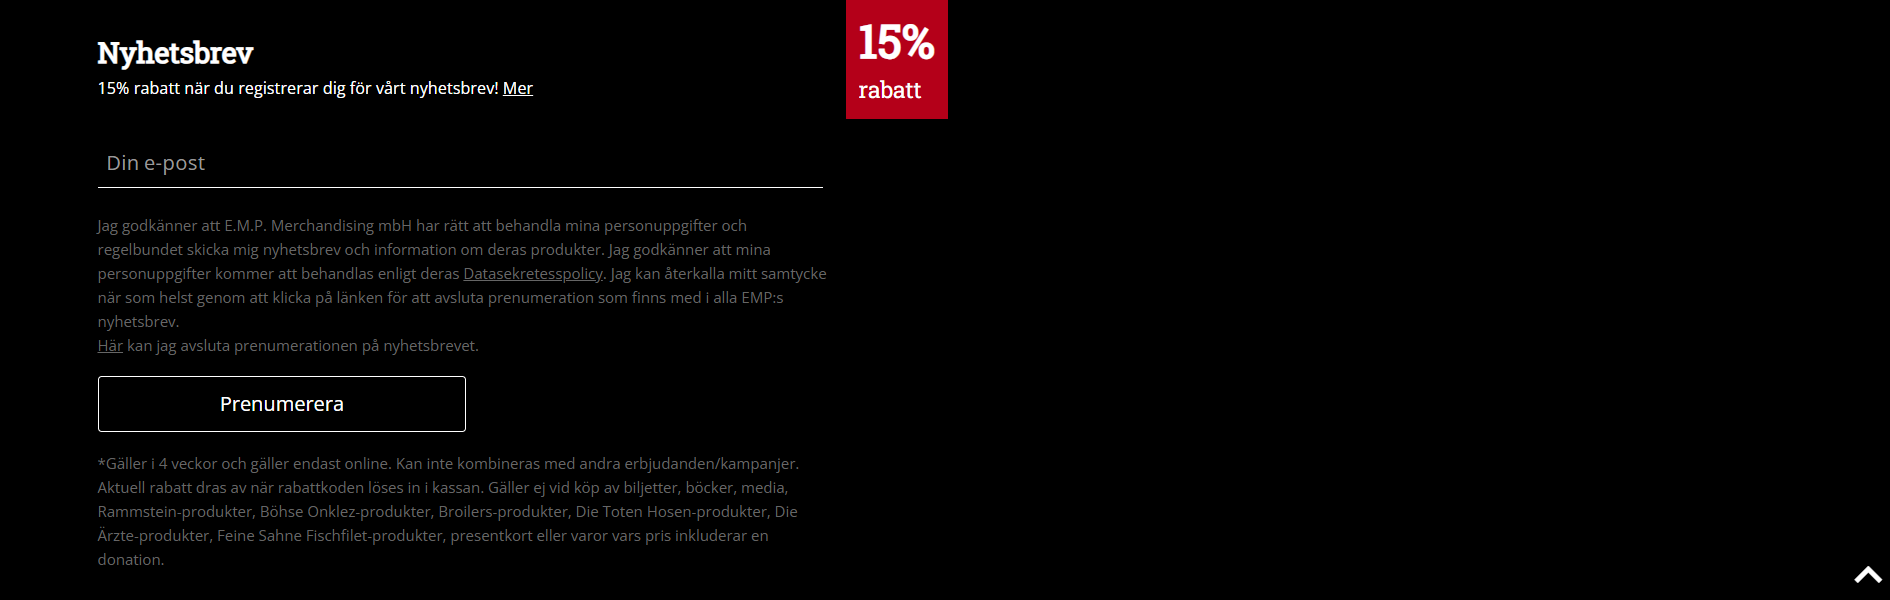 Nyhetsbrev
15% rabatt när du registrerar dig för vårt nyhetsbrev! Mer
15%
rabatt
Din e-post
Jag godkänner att E.M.P. Merchandising mbH har rätt att behandla mina personuppgifter och
regelbundet skicka mig nyhetsbrev och information om deras produkter. Jag godkänner att mina
personuppgifter kommer att behandlas enligt deras Datasekretesspolicy. Jag kan återkalla mitt samtycke
när som helst genom att klicka på länken för att avsluta prenumeration som finns med i alla EMP:s
nyhetsbrev.
Här kan jag avsluta prenumerationen på nyhetsbrevet.
Prenumerera
*Gäller i 4 veckor och gäller endast online. Kan inte kombineras med andra erbjudanden/kampanjer.
Aktuell rabatt dras av när rabattkoden löses in i kassan. Gäller ej vid köp av biljetter, böcker, media,
Rammstein-produkter, Böhse Onklez-produkter, Broilers-produkter, Die Toten Hosen-produkter, Die
Ärzte-produkter, Feine Sahne Fischfilet-produkter, presentkort eller varor vars pris inkluderar en
donation.